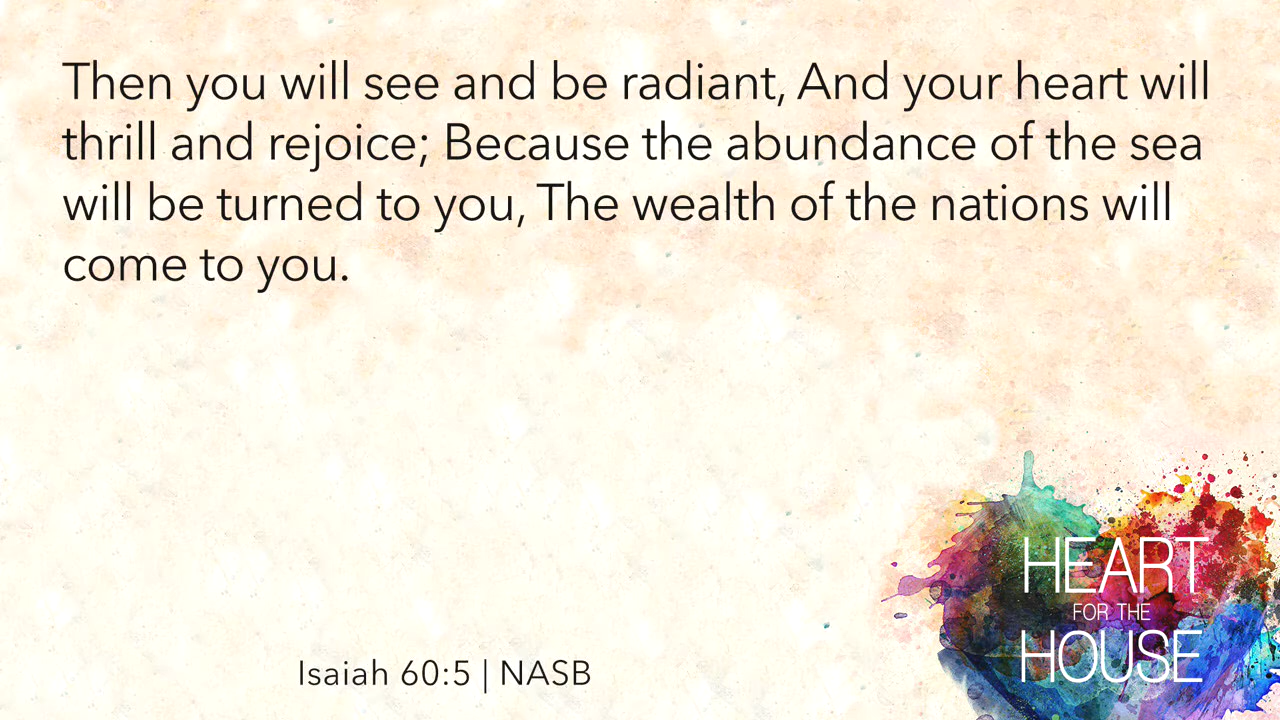 Then you will see and be radiant, And your heart will
thrill and rejoice; Because the abundance of the sea
will be turned to you, The wealth of the nations will
come to you.
HEART
FOR THE
HOUSE
Isaiah 60:5 | NASB